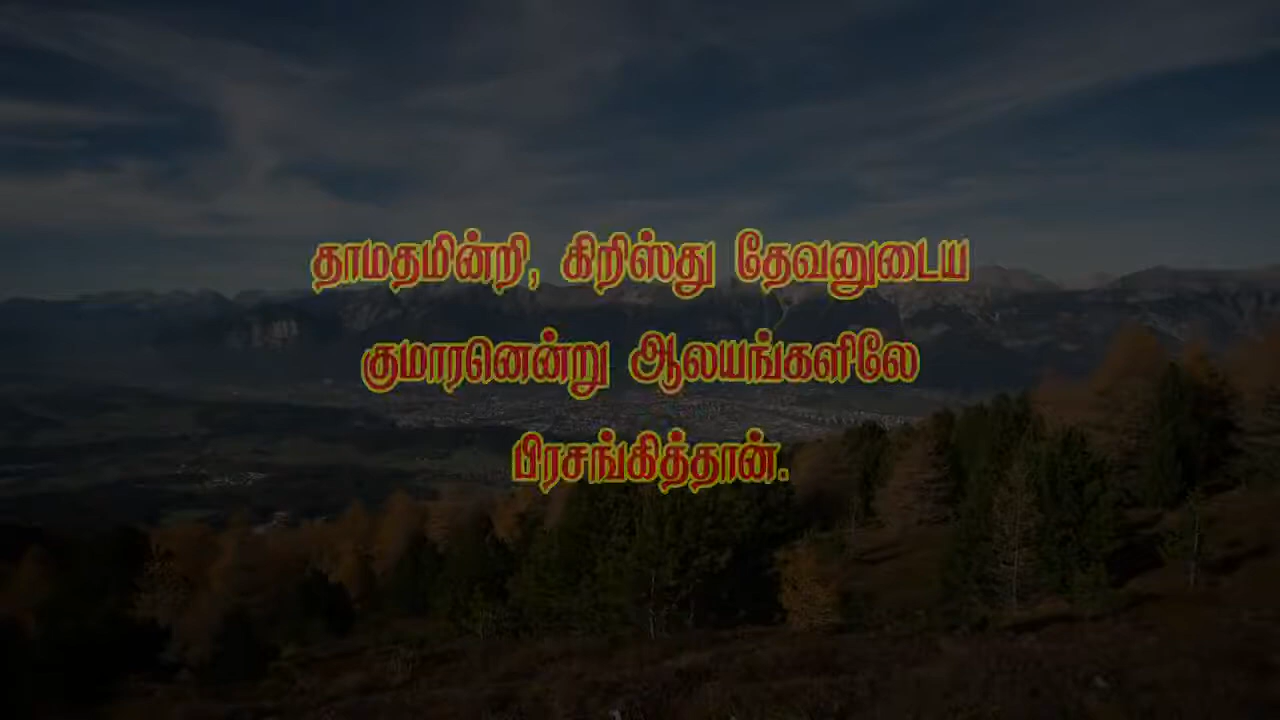 தாமதமின்றி, கிறிஸ்து தேவனுடைய
குமாரனென்று ஆலயங்களிலே
பிரசங்கித்தான்.